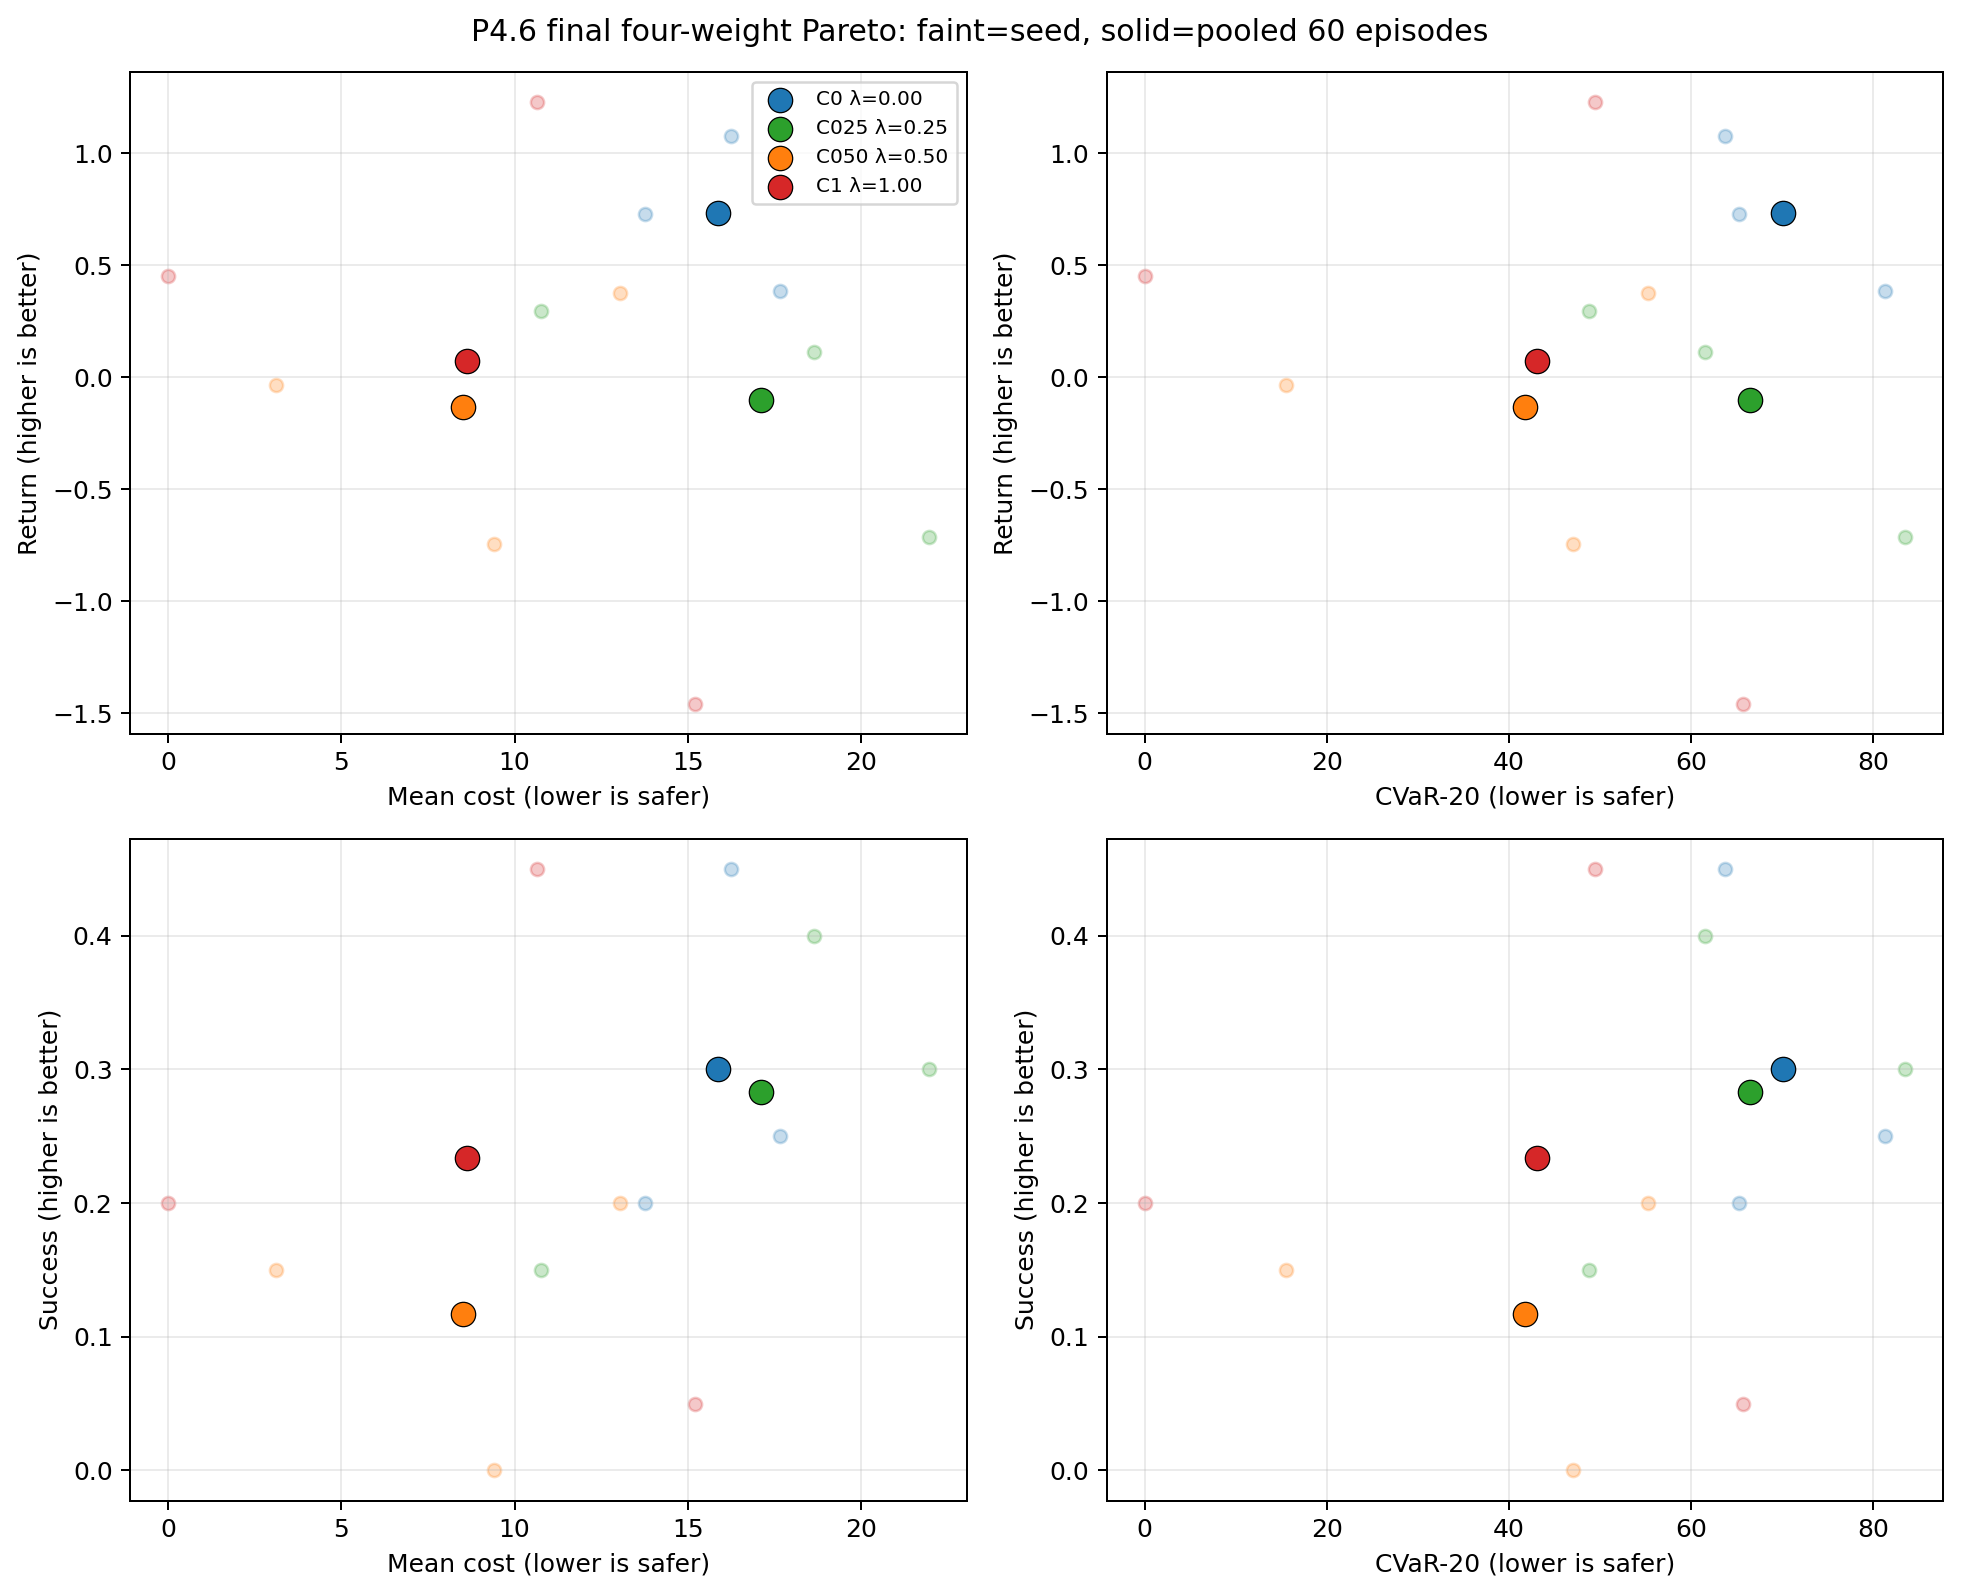 P4.6 final four-weight Pareto: faint=seed, solid=pooled 60 episodes
C0 λ=0.00
C025 λ=0.25
C050 λ=0.50
C1 λ=1.00
Return (higher is better)
1.0
0.5
0.0
−0.5
−1.0
−1.5
0 5 10 15 20
Mean cost (lower is safer)
Return (higher is better)
1.0
0.5
0.0
−0.5
−1.0
−1.5
0 20 40 60 80
CVaR-20 (lower is safer)
Success (higher is better)
0.4
0.3
0.2
0.1
0.0
0 5 10 15 20
Mean cost (lower is safer)
Success (higher is better)
0.4
0.3
0.2
0.1
0.0
0 20 40 60 80
CVaR-20 (lower is safer)